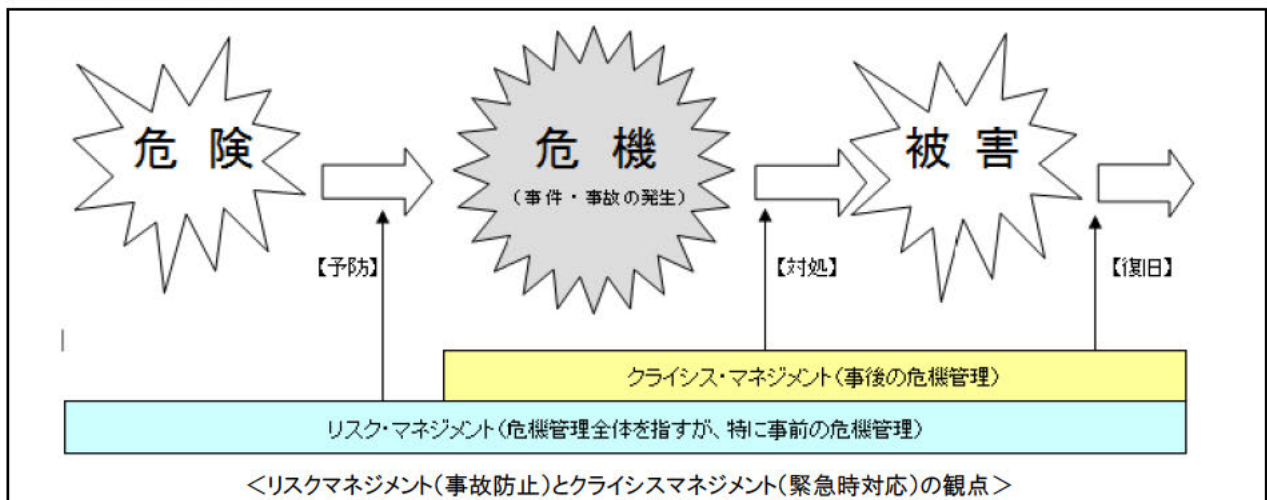 危険
危機
(事件・事故の発生)
被害
【予防】
【対処】
【復旧】
クライシス・マネジメント(事後の危機管理)
リスク・マネジメント(危機管理全体を指すが、特に事前の危機管理)
<リスクマネジメント(事故防止)とクライシスマネジメント(緊急時対応)の観点>